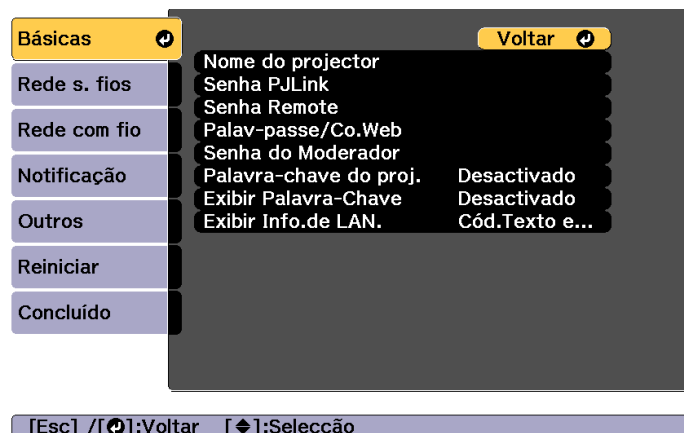 Básicas
Rede s. fios
Rede com fio
Notificação
Outros
Reiniciar
Concluído
Voltar
Nome do projector
Senha PJLink
Senha Remote
Palav-passe/Co.Web
Senha do Moderador
Palavra-chave do proj. Desactivado
Exibir Palavra-Chave Desactivado
Exibir Info.de LAN. Cód.Texto e...
[Esc] /[ ]:Voltar [ ]:Selecção